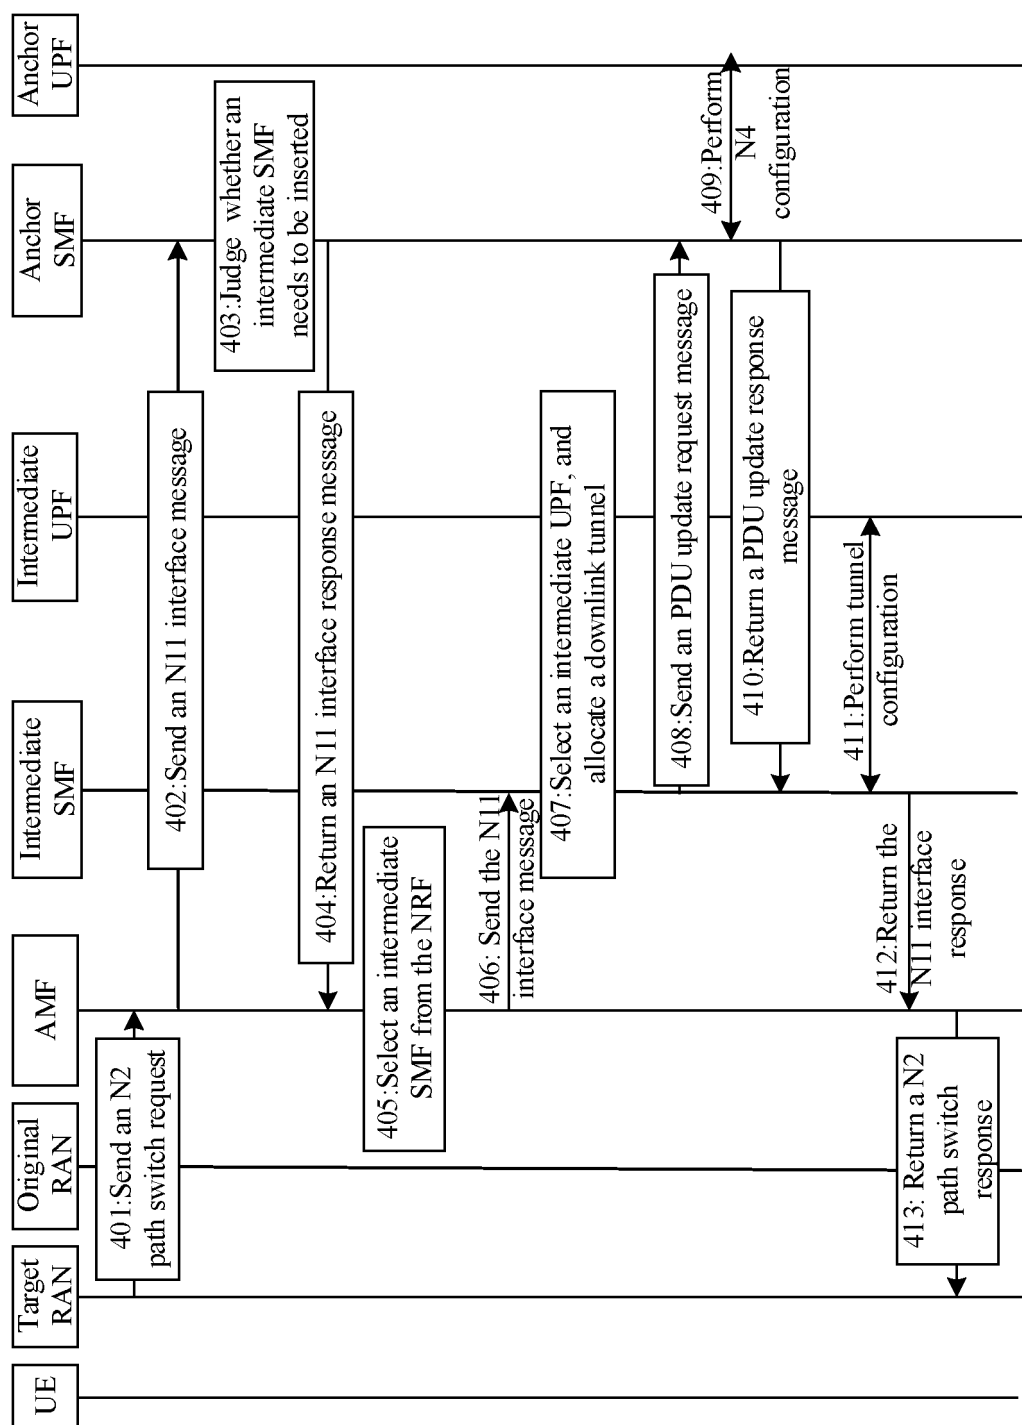 UE
Target
RAN
Original
RAN
AMF
Intermediate
SMF
Intermediate
UPF
Anchor
SMF
Anchor
UPF
401:Send an N2
path switch request
402:Send an N11 interface message
403:Judge whether an
intermediate SMF
needs to be inserted
404:Return an N11 interface response message
405:Select an intermediate
SMF from the NRF
406: Send the N11
interface message
407:Select an intermediate UPF, and
allocate a downlink tunnel
408:Send an PDU update request message
409:Perform
N4
configuration
410:Return a PDU update response
message
411:Perform tunnel
configuration
412:Return the
N11 interface
response
413: Return a N2
path switch
response